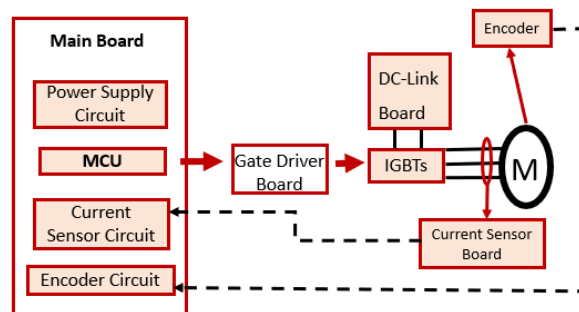 Main Board
Power Supply
Circuit
MCU
Current
Sensor Circuit
Encoder Circuit
Gate Driver
Board
DC-Link
Board
IGBTs
Encoder
M
Current Sensor
Board